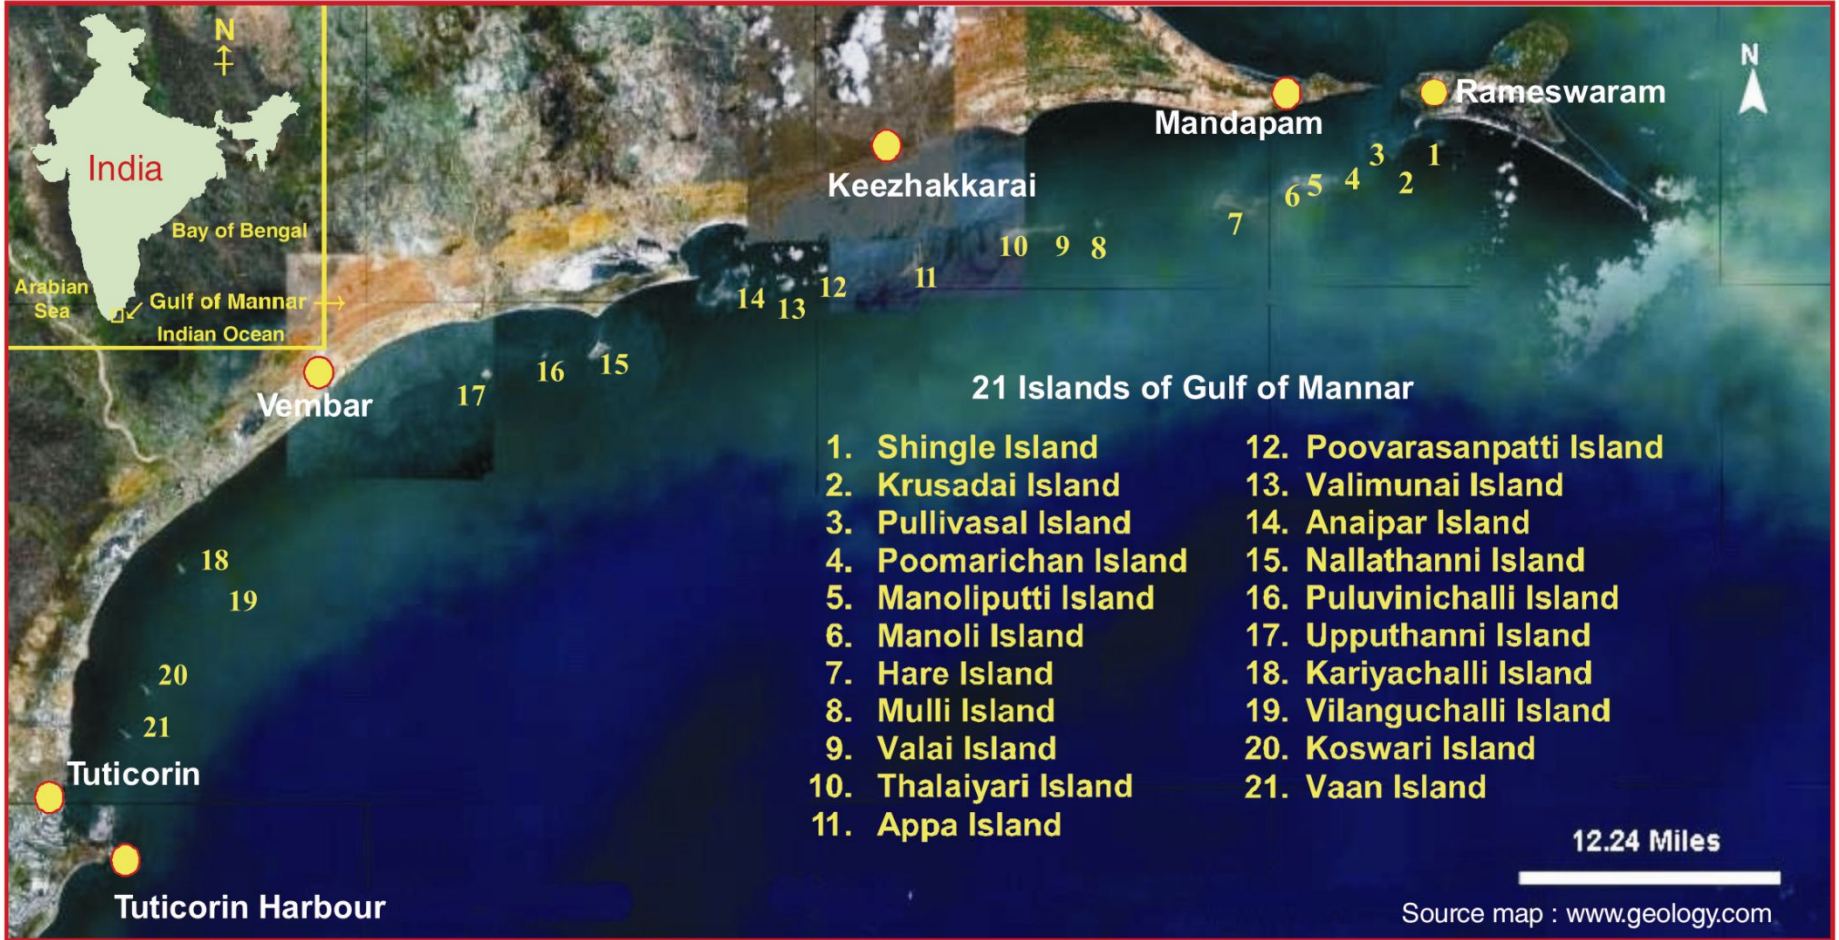 N
India
Bay of Bengal
Arabian
Sea
Gulf of Mannar
Indian Ocean
N
Rameswaram
Mandapam
Keezhakkarai
1
3
2
4
5
6
7
8
9
10
11
12
13
14
15
16
17
Vembar
18
19
20
21
Tuticorin
Tuticorin Harbour
21 Islands of Gulf of Mannar
1. Shingle Island
2. Krusadai Island
3. Pullivasal Island
4. Poomarichan Island
5. Manoliputti Island
6. Manoli Island
7. Hare Island
8. Mulli Island
9. Valai Island
10. Thalaiyari Island
11. Appa Island
12. Poovarasanpatti Island
13. Valimunai Island
14. Anaipar Island
15. Nallathanni Island
16. Puluvinichalli Island
17. Upputhanni Island
18. Kariyachalli Island
19. Vilanguchalli Island
20. Koswari Island
21. Vaan Island
12.24 Miles
Source map : www.geology.com